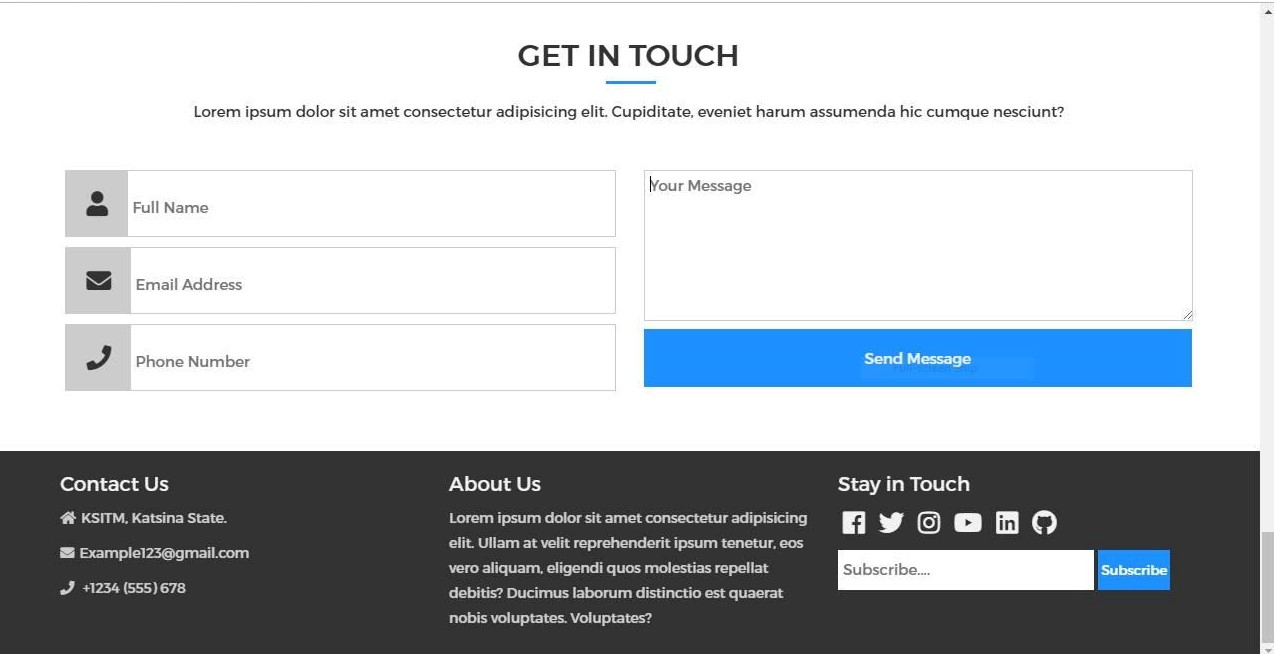 GET IN TOUCH
Lorem ipsum dolor sit amet consectetur adipisicing elit. Cupiditate, eveniet harum assumenda hic cumque nesciunt?
Full Name
Email Address
Phone Number
Your Message
Send Message
Contact Us
KSITM, Katsina State.
Example123@gmail.com
+1234 (555) 678
About Us
Lorem ipsum dolor sit amet consectetur adipisicing
elit. Ullam at velit reprehenderit ipsum tenetur, eos
vero aliquam, eligendi quos molestias repellat
debitis? Ducimus laborum distinctio est quaerat
nobis voluptates. Voluptates?
Stay in Touch
Subscribe....
Subscribe